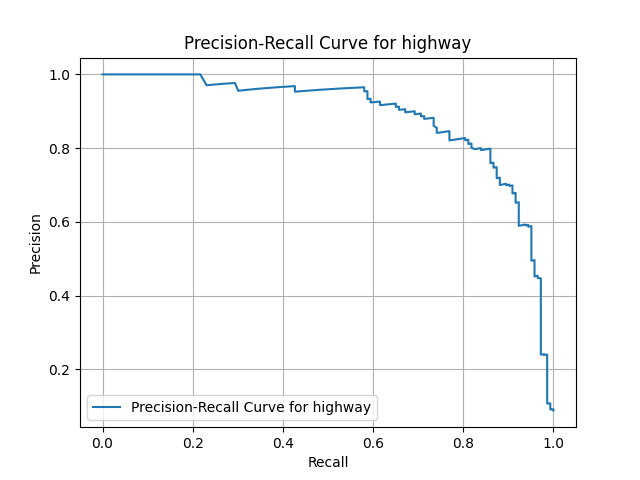 Precision-Recall Curve for highway
1.0
0.8
0.6
0.4
0.2
Precision
Precision-Recall Curve for highway
0.0 0.2 0.4 0.6 0.8 1.0
Recall